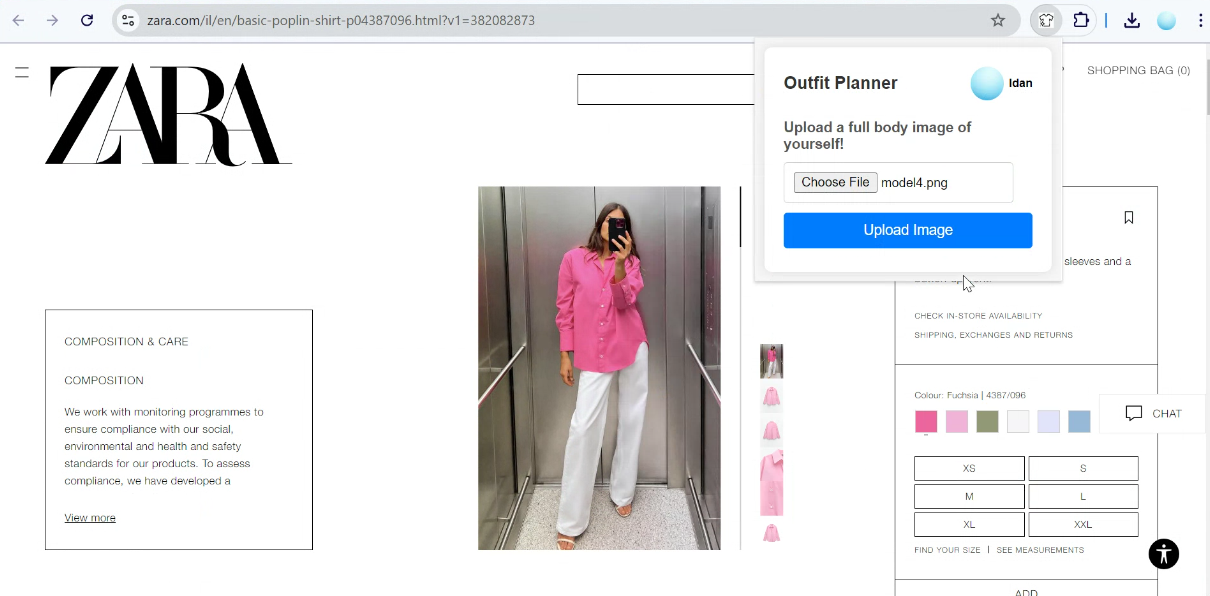 zara.com/il/en/basic-poplin-shirt-p04387096.html?v1=382082873
ZARA
SHOPPING BAG (0)
Outfit Planner
Idan
Upload a full body image of
yourself!
Choose File model4.png
Upload Image
sleeves and a
CHECK IN-STORE AVAILABILITY
SHIPPING, EXCHANGES AND RETURNS
COMPOSITION & CARE
COMPOSITION
We work with monitoring programmes to
ensure compliance with our social,
environmental and health and safety
standards for our products. To assess
compliance, we have developed a
View more
Colour: Fuchsia | 4387/096
CHAT
XS
S
M
L
XL
XXL
FIND YOUR SIZE | SEE MEASUREMENTS
ADD